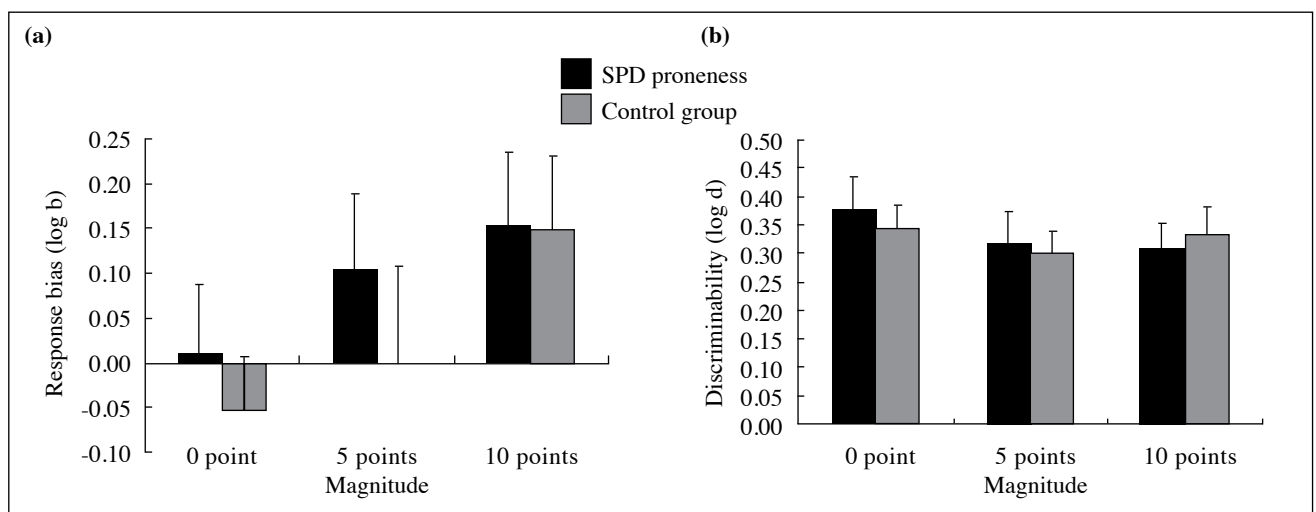 (a)
(b)
SPD proneness
Control group
Response bias (log b)
0.25
0.20
0.15
0.10
0.05
0.00
-0.05
-0.10
0 point
5 points
10 points
Magnitude
Discriminability (log d)
0.50
0.45
0.40
0.35
0.30
0.25
0.20
0.15
0.10
0.05
0.00
0 point
5 points
10 points
Magnitude